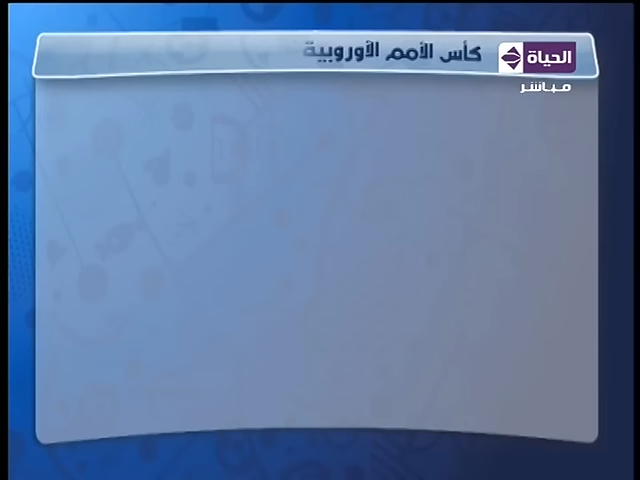 كأس الأمم الأوروبية
الحياة
مباشر